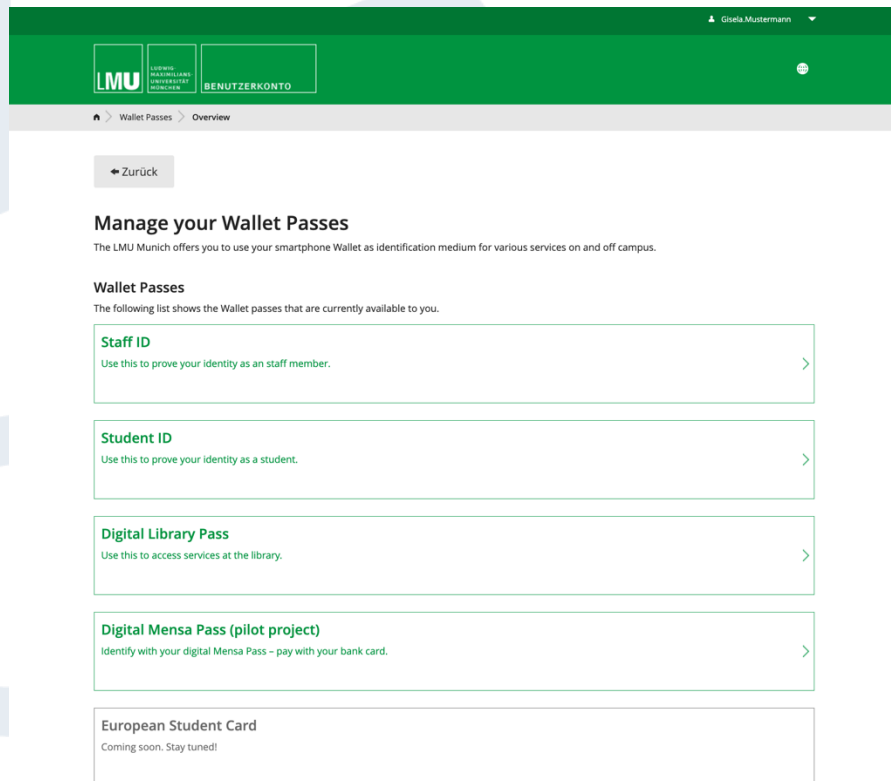 Gisela.Mustermann
LMU
LUDWIG-
MAXIMILIANS-
UNIVERSITÄT
MÜNCHEN
BENUTZERKONTO
Wallet Passes
Overview
Zurück
Manage your Wallet Passes
The LMU Munich offers you to use your smartphone Wallet as identification medium for various services on and off campus.
Wallet Passes
The following list shows the Wallet passes that are currently available to you.
Staff ID
Use this to prove your identity as an staff member.
Student ID
Use this to prove your identity as a student.
Digital Library Pass
Use this to access services at the library.
Digital Mensa Pass (pilot project)
Identify with your digital Mensa Pass – pay with your bank card.
European Student Card
Coming soon. Stay tuned!